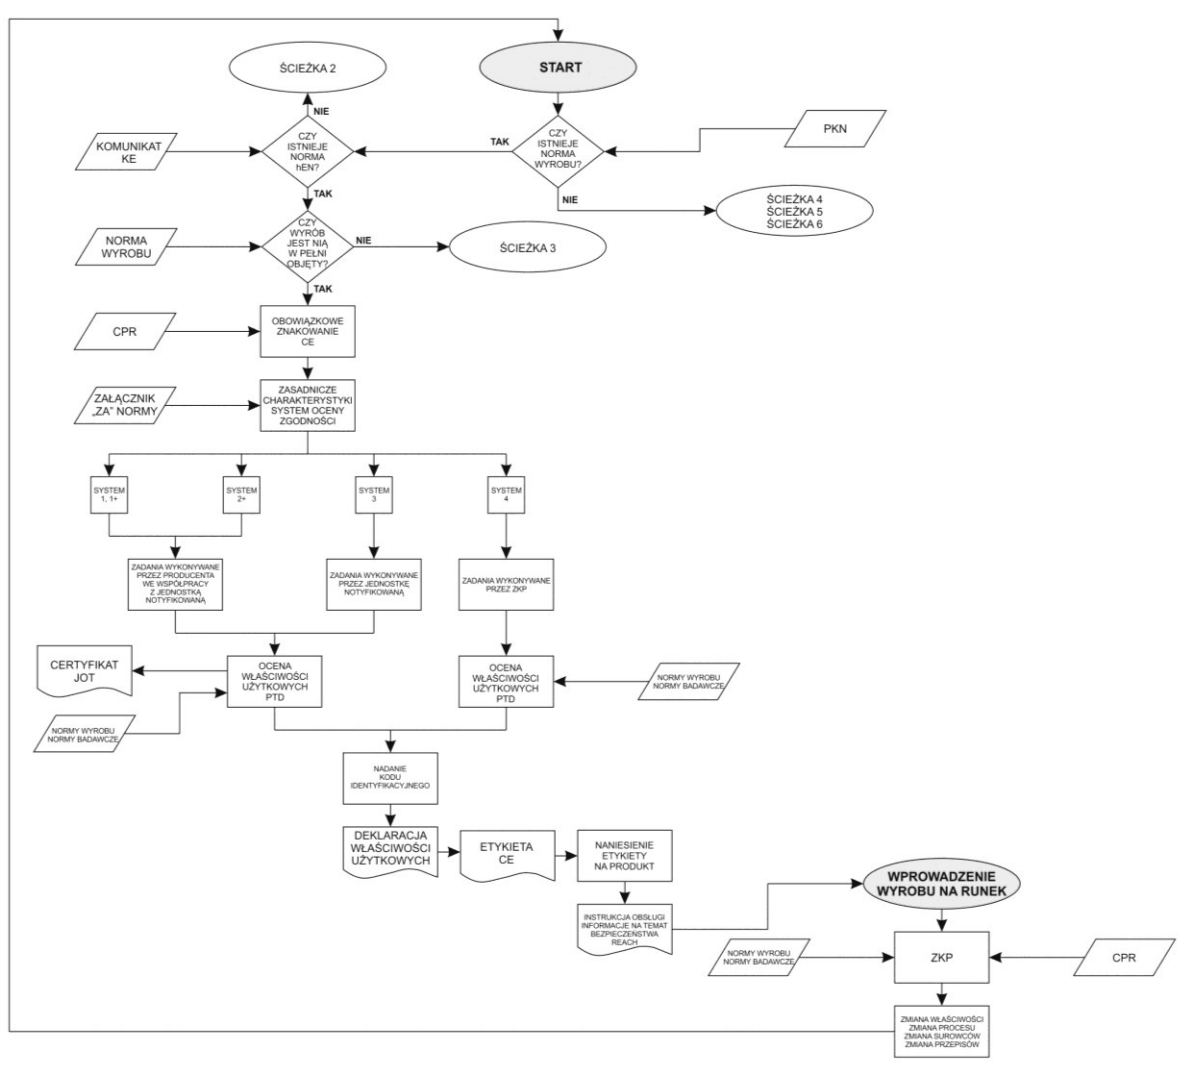 START
ŚCIEŻKA 2
NIE
PKN
KOMUNIKAT
KE
CZY
ISTNIEJE
NORMA
hEN?
TAK
CZY
ISTNIEJE
NORMA
WYROBU?
NIE
TAK
ŚCIEŻKA 4
ŚCIEŻKA 5
ŚCIEŻKA 6
NORMA
WYROBU
CZY
WYRÓB
JEST NIĄ
W PEŁNI
OBJĘTY?
NIE
ŚCIEŻKA 3
TAK
CPR
OBOWIĄZKOWE
ZNAKOWANIE
CE
ZAŁĄCZNIK
„ZA” NORMY
ZASADNICZE
CHARAKTERYSTYKI
SYSTEM OCENY
ZGODNOŚCI
SYSTEM
1, 1+
SYSTEM
2+
SYSTEM
3
SYSTEM
4
ZADANIA WYKONYWANE
PRZEZ PRODUCENTA
WE WSPÓŁPRACY
Z JEDNOSTKĄ
NOTYFIKOWANĄ
ZADANIA WYKONYWANE
PRZEZ JEDNOSTKĘ
NOTYFIKOWANĄ
ZADANIA WYKONYWANE
PRZEZ ZKP
CERTYFIKAT
JOT
OCENA
WŁAŚCIWOŚCI
UŻYTKOWYCH
PTD
OCENA
WŁAŚCIWOŚCI
UŻYTKOWYCH
PTD
NORMY WYROBU
NORMY BADAWCZE
NORMY WYROBU
NORMY BADAWCZE
NADANIE
KODU
IDENTYFIKACYJNEGO
DEKLARACJA
WŁAŚCIWOŚCI
UŻYTKOWYCH
ETYKIETA
CE
NANIESIENIE
ETYKIETY
NA PRODUKT
INSTRUKCJA OBSŁUGI
INFORMACJE NA TEMAT
BEZPIECZEŃSTWA
REACH
WPROWADZENIE
WYROBU NA RUNEK
NORMY WYROBU
NORMY BADAWCZE
ZKP
CPR
ZMIANA WŁAŚCIWOŚCI
ZMIANA PROCESU
ZMIANA SUROWCÓW
ZMIANA PRZEPISÓW